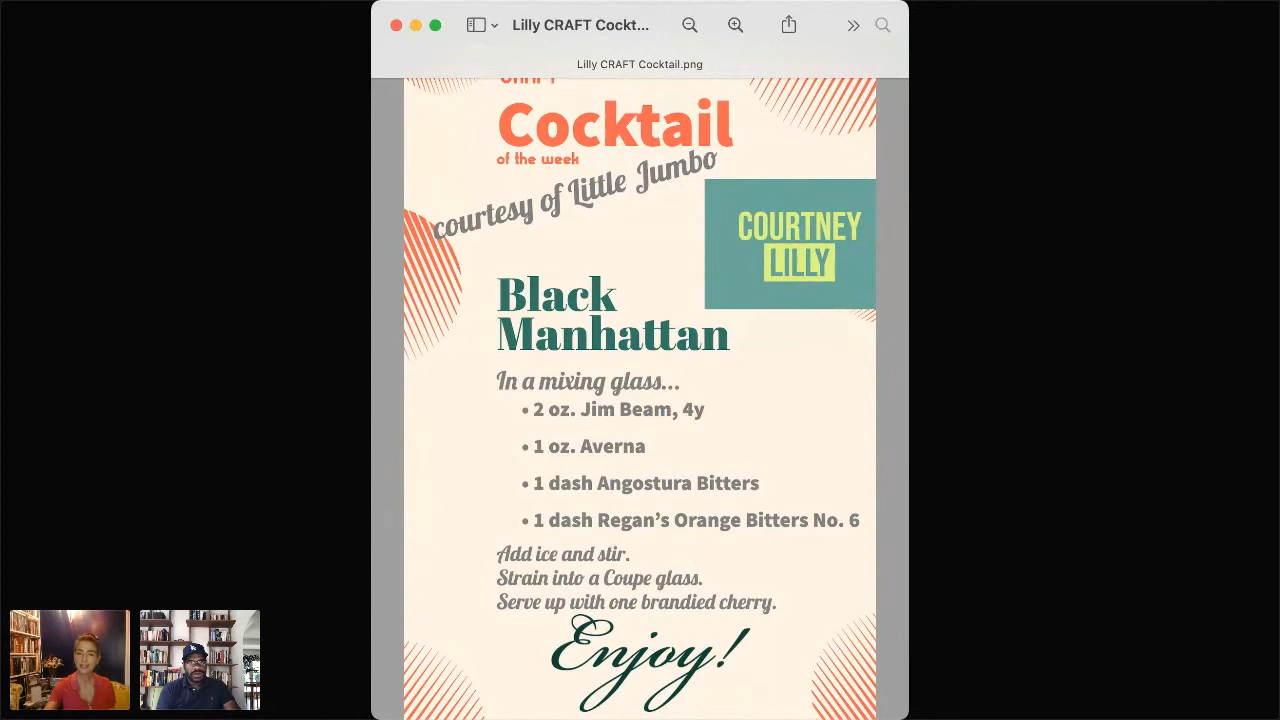 Lilly CRAFT Cockt...
Lilly CRAFT Cocktail.png
CRAFT
Cocktail
of the week
courtesy of Little Jumbo
COURTNEY
LILLY
Black
Manhattan
In a mixing glass...
• 2 oz. Jim Beam, 4y
• 1 oz. Averna
• 1 dash Angostura Bitters
• 1 dash Regan's Orange Bitters No. 6
Add ice and stir.
Strain into a Coupe glass.
Serve up with one brandied cherry.
Enjoy!